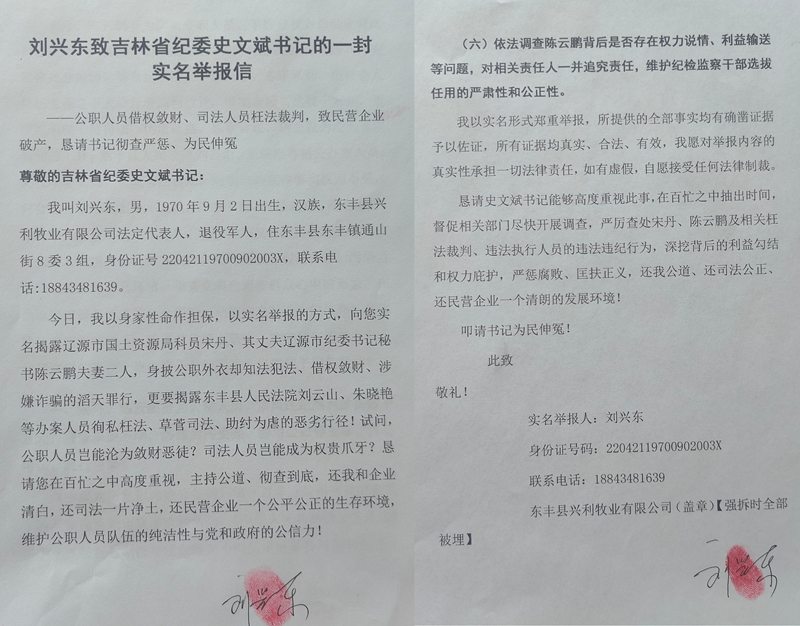 刘兴东致吉林省纪委史文斌书记的一封
实名举报信
——公职人员借权敛财、司法人员枉法裁判，致民营企业
破产，恳请书记彻查严惩、为民伸冤
尊敬的吉林省纪委史文斌书记：
我叫刘兴东，男，1970年9月2日出生，汉族，东丰县兴
利牧业有限公司法定代表人，退役军人，住东丰县东丰镇通山
街8委3组，身份证号22042119700902003X，联系电
话:18843481639。
今日，我以身家性命作担保，以实名举报的方式，向您实
名揭露辽源市国土资源局科员宋丹、其丈夫辽源市纪委书记秘
书陈云鹏夫妻二人，身披公职外衣却知法犯法、借权敛财、涉
嫌诈骗的滔天罪行，更要揭露东丰县人民法院刘云山、朱晓艳
等办案人员徇私枉法、草菅司法、助纣为虐的恶劣行径！试问，
公职人员岂能沦为敛财恶徒？司法人员岂能成为权贵爪牙？恳
请您在百忙之中高度重视，主持公道、彻查到底，还我和企业
清白，还司法一片净土，还民营企业一个公平公正的生存环境，
维护公职人员队伍的纯洁性与党和政府的公信力！
刘兴东
（六）依法调查陈云鹏背后是否存在权力说情、利益输送
等问题，对相关责任人一并追究责任，维护纪检监察干部选拔
任用的严肃性和公正性。
我以实名形式郑重举报，所提供的全部事实均有确凿证据
予以佐证，所有证据均真实、合法、有效，我愿对举报内容的
真实性承担一切法律责任，如有虚假，自愿接受任何法律制裁。
恳请史文斌书记能够高度重视此事，在百忙之中抽出时间，
督促相关部门尽快开展调查，严厉查处宋丹、陈云鹏及相关枉
法裁判、违法执行人员的违法违纪行为，深挖背后的利益勾结
和权力庇护，严惩腐败、匡扶正义，还我公道、还司法公正、
还民营企业一个清朗的发展环境！
叩请书记为民伸冤！
此致
敬礼！
实名举报人：刘兴东
身份证号码：22042119700902003X
联系电话：18843481639
东丰县兴利牧业有限公司（盖章）【强拆时全部
被埋】
刘兴东